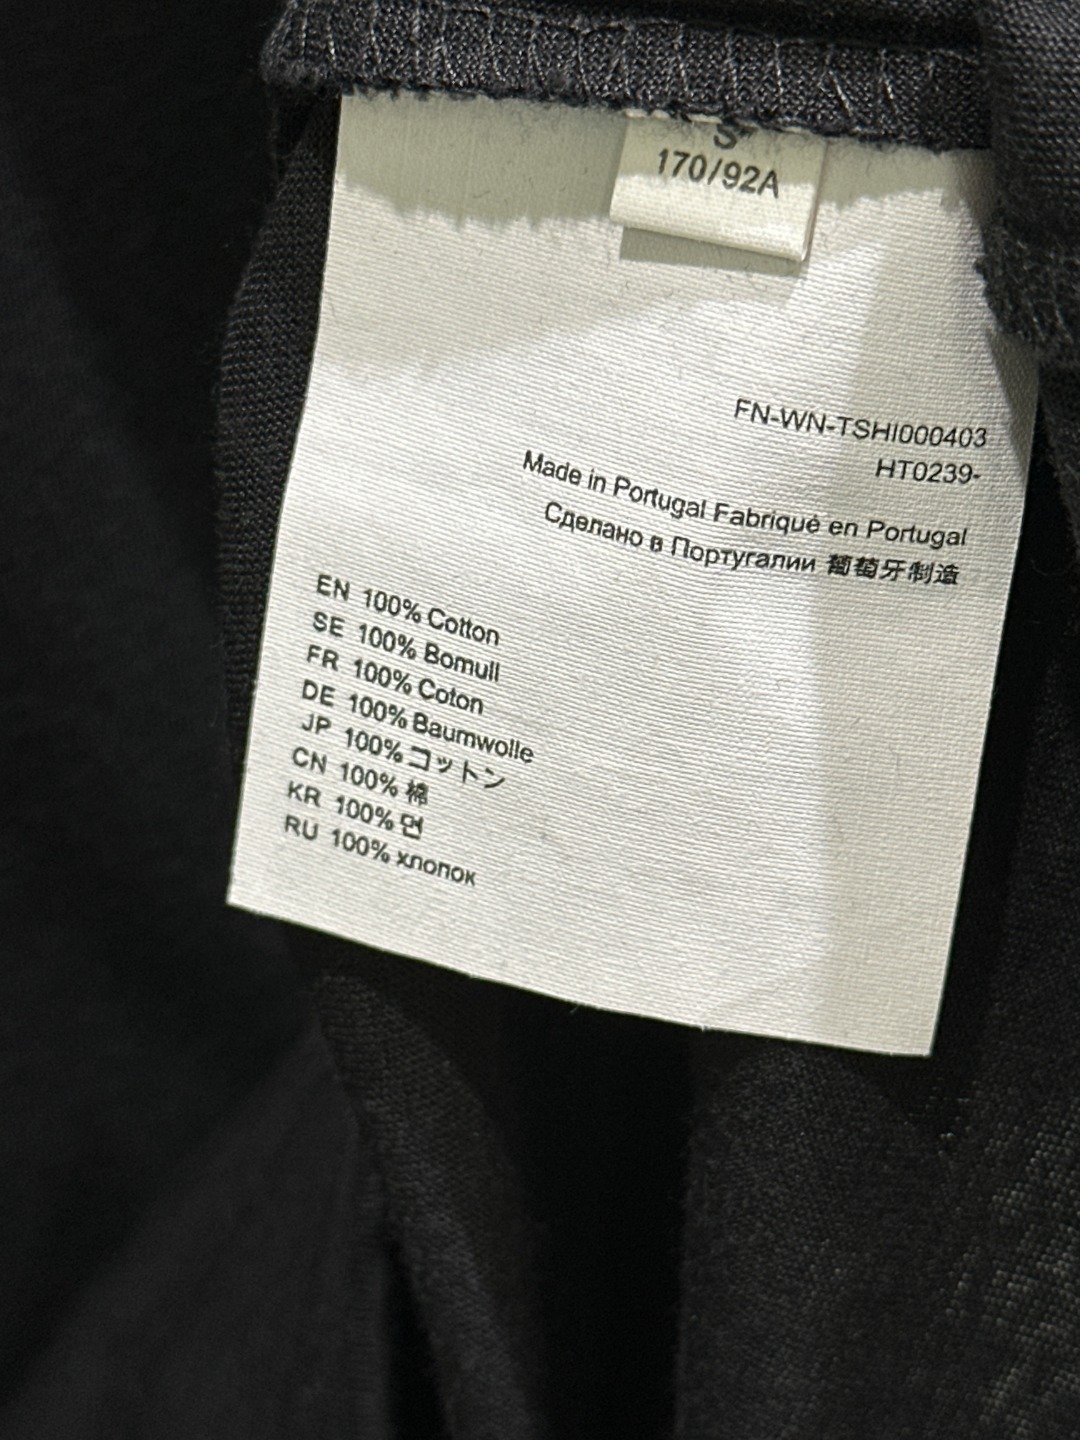 S
170/92A
FN-WN-TSHI000403
HT0239-
Made in Portugal Fabriqué en Portugal
Сделано в Португалии 葡萄牙制造
EN 100% Cotton
SE 100% Bomull
FR 100% Coton
DE 100% Baumwolle
JP 100% コットン
CN 100% 棉
KR 100% 면
RU 100% хлопок